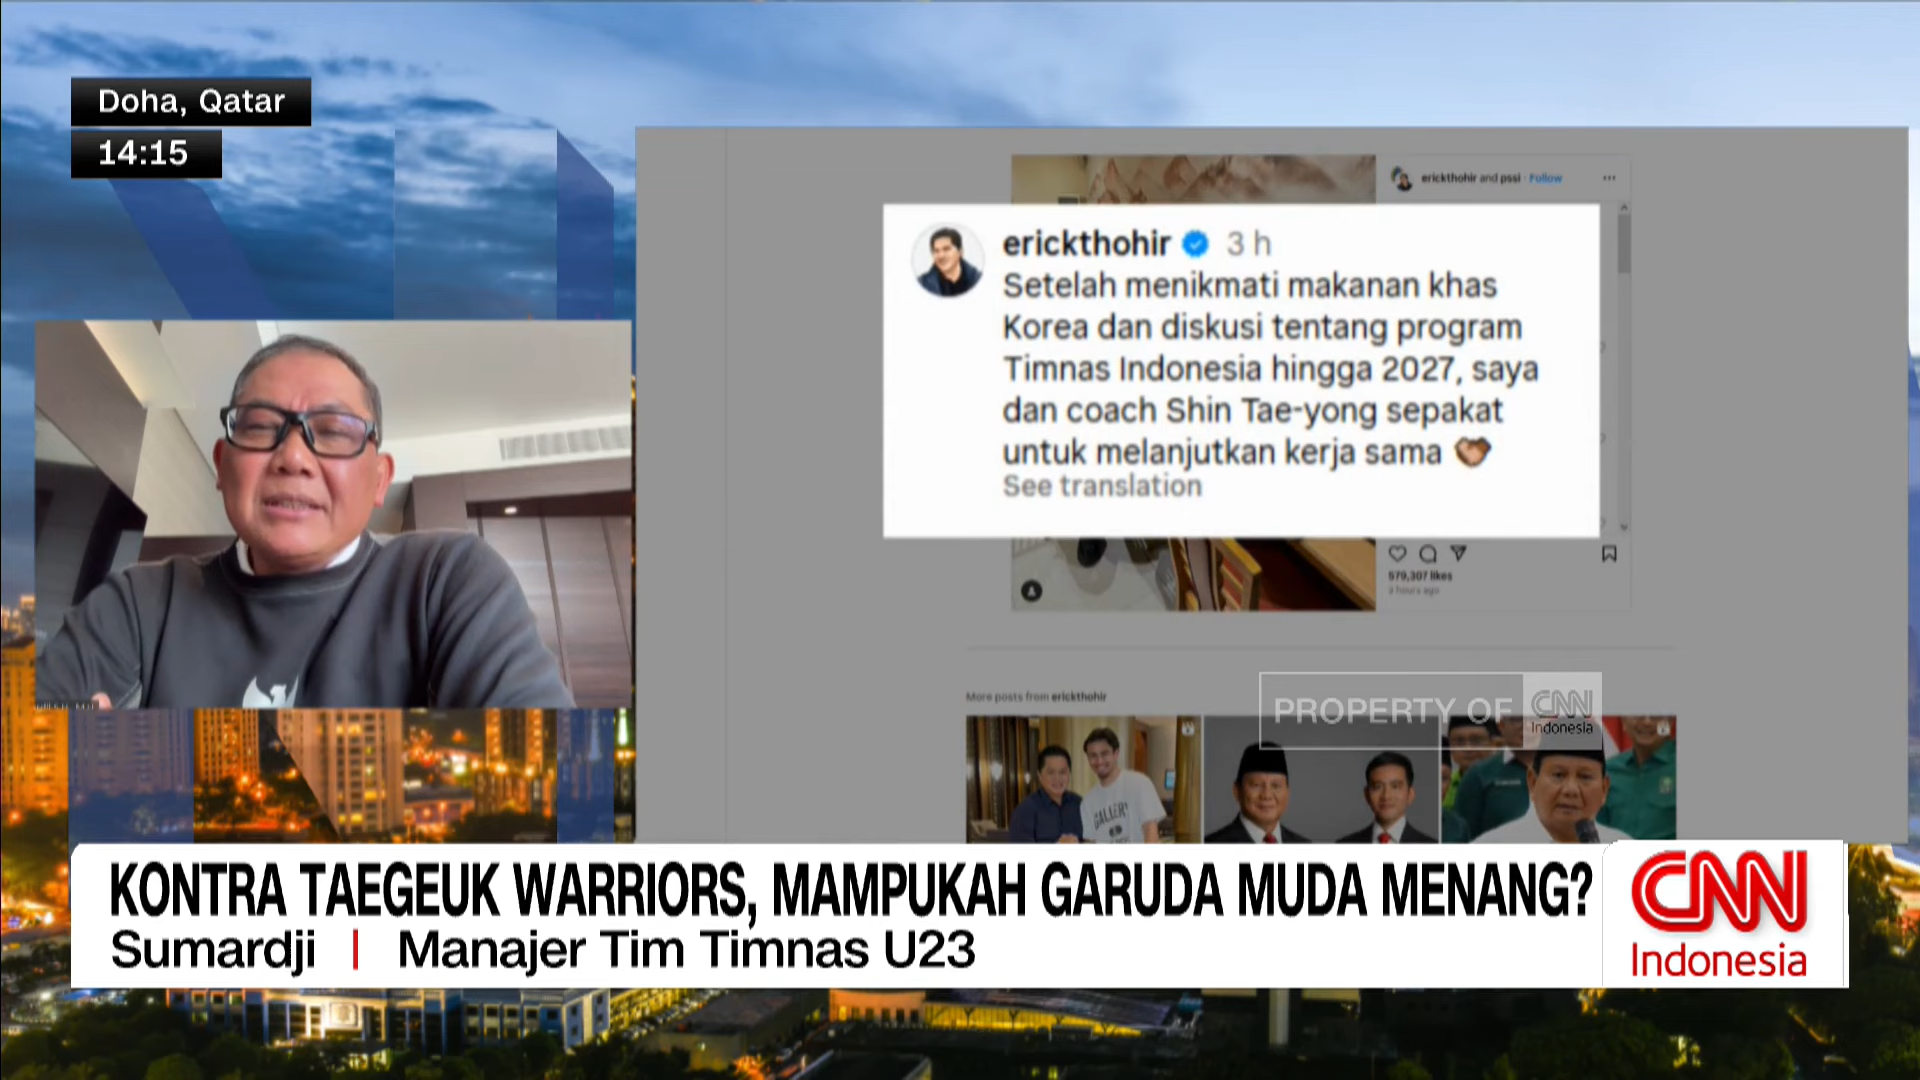 Doha, Qatar
14:15
erickthohir and pssi · Follow
erickthohir 3 h
Setelah menikmati makanan khas
Korea dan diskusi tentang program
Timnas Indonesia hingga 2027, saya
dan coach Shin Tae-yong sepakat
untuk melanjutkan kerja sama
See translation
579,307 likes
More posts from erickthohir
PROPERTY OF CNN Indonesia
GALLERY
KONTRA TAEGEUK WARRIORS, MAMPUKAH GARUDA MUDA MENANG?
Sumardji | Manajer Tim Timnas U23
CNN
Indonesia